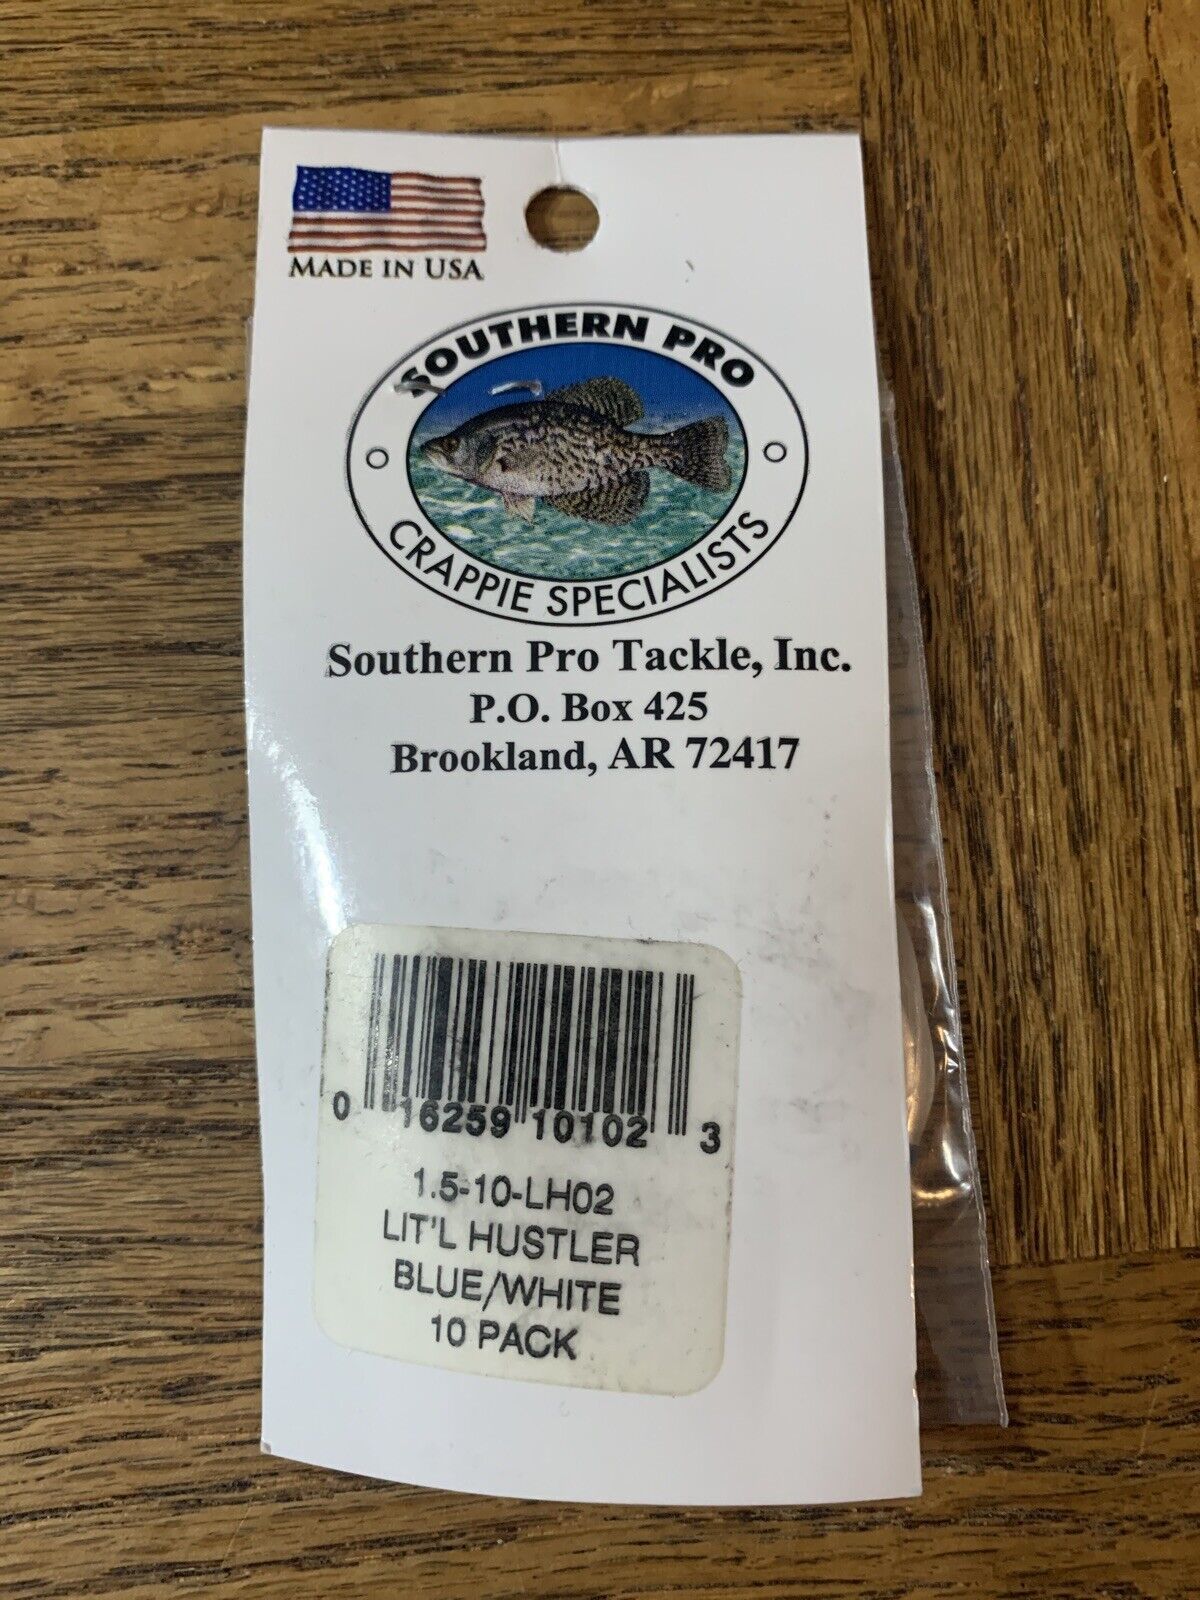 MADE IN USA
SOUTHERN PRO
CRAPPIE SPECIALISTS
Southern Pro Tackle, Inc.
P.O. Box 425
Brookland, AR 72417
0 16259 10102 3
1.5-10-LH02
LIT'L HUSTLER
BLUE/WHITE
10 PACK